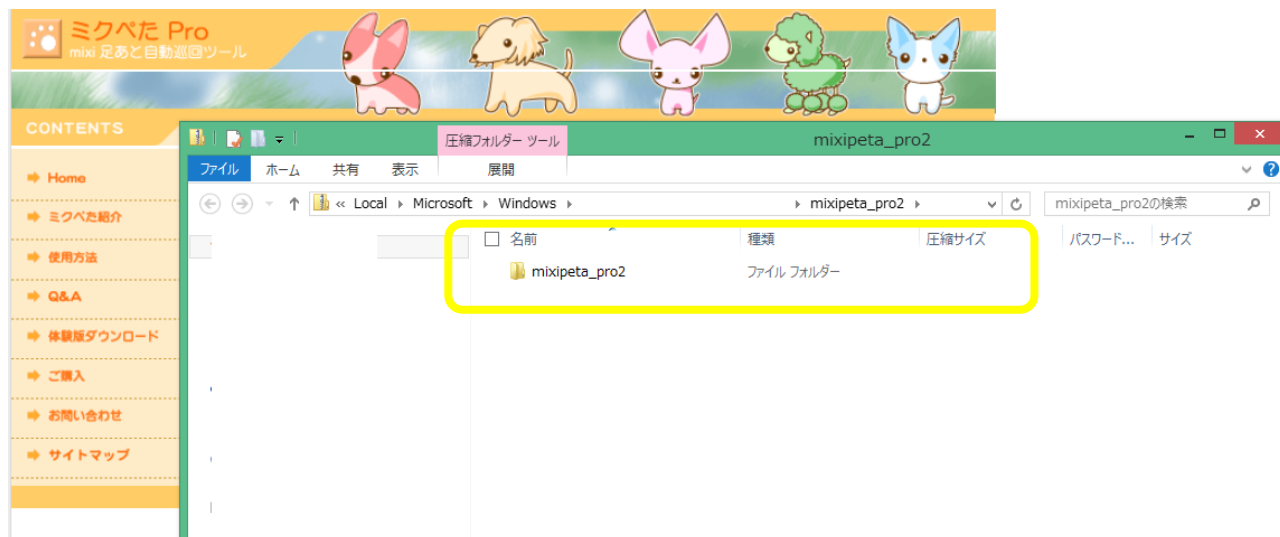 ミクぺた Pro
mixi 足あと自動巡回ツール
CONTENTS
Home
ミクぺた紹介
使用方法
Q&A
体験版ダウンロード
ご購入
お問い合わせ
サイトマップ
圧縮フォルダー ツール
mixipeta_pro2
ファイル ホーム 共有 表示 展開
« Local ▸ Microsoft ▸ Windows ▸ ▸ mixipeta_pro2 ▸ mixipeta_pro2の検索
名前 種類 圧縮サイズ パスワード... サイズ
mixipeta_pro2 ファイル フォルダー